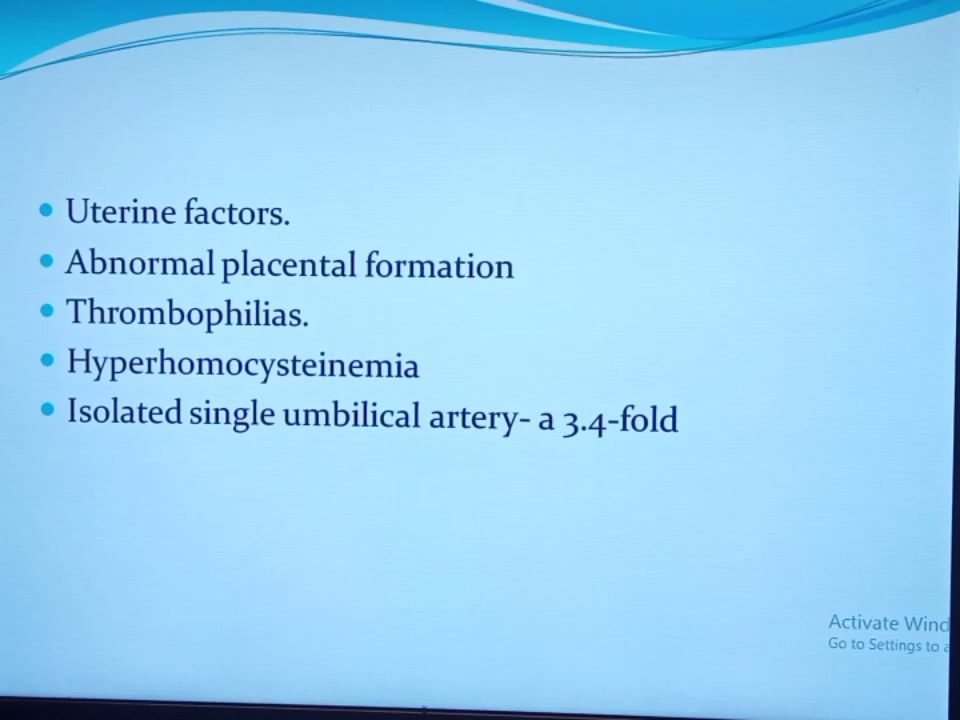 Uterine factors.
Abnormal placental formation
Thrombophilias.
Hyperhomocysteinemia
Isolated single umbilical artery- a 3.4-fold
Activate Wind
Go to Settings to a